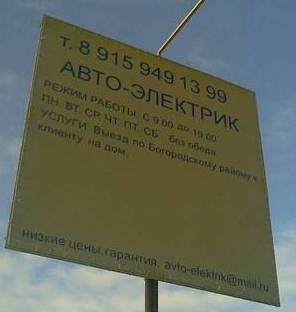 т. 8 915 949 13 99
АВТО-ЭЛЕКТРИК
РЕЖИМ РАБОТЫ С 9.00 до 19.00
ПН. ВТ. СР. ЧТ. ПТ. СБ без обеда
УСЛУГИ: Выезд по Богородскому району к
клиенту на дом.
низкие цены,гарантия. avto-elektrik@mail.ru